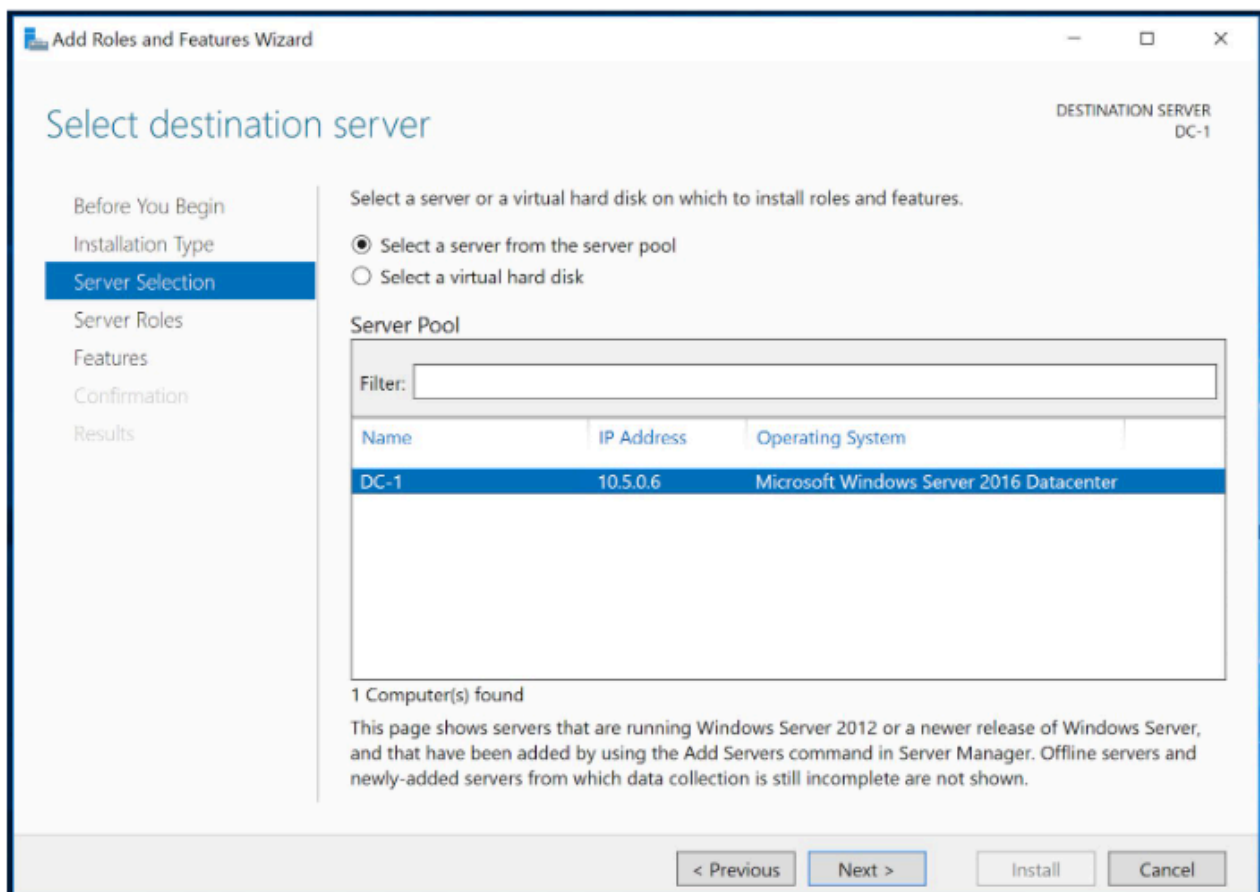 Add Roles and Features Wizard
Select destination server
DESTINATION SERVER
DC-1
Before You Begin
Installation Type
Server Selection
Server Roles
Features
Confirmation
Results
Select a server or a virtual hard disk on which to install roles and features.
Select a server from the server pool
Select a virtual hard disk
Server Pool
Filter:
Name IP Address Operating System
DC-1 10.5.0.6 Microsoft Windows Server 2016 Datacenter
1 Computer(s) found
This page shows servers that are running Windows Server 2012 or a newer release of Windows Server,
and that have been added by using the Add Servers command in Server Manager. Offline servers and
newly-added servers from which data collection is still incomplete are not shown.
< Previous Next > Install Cancel